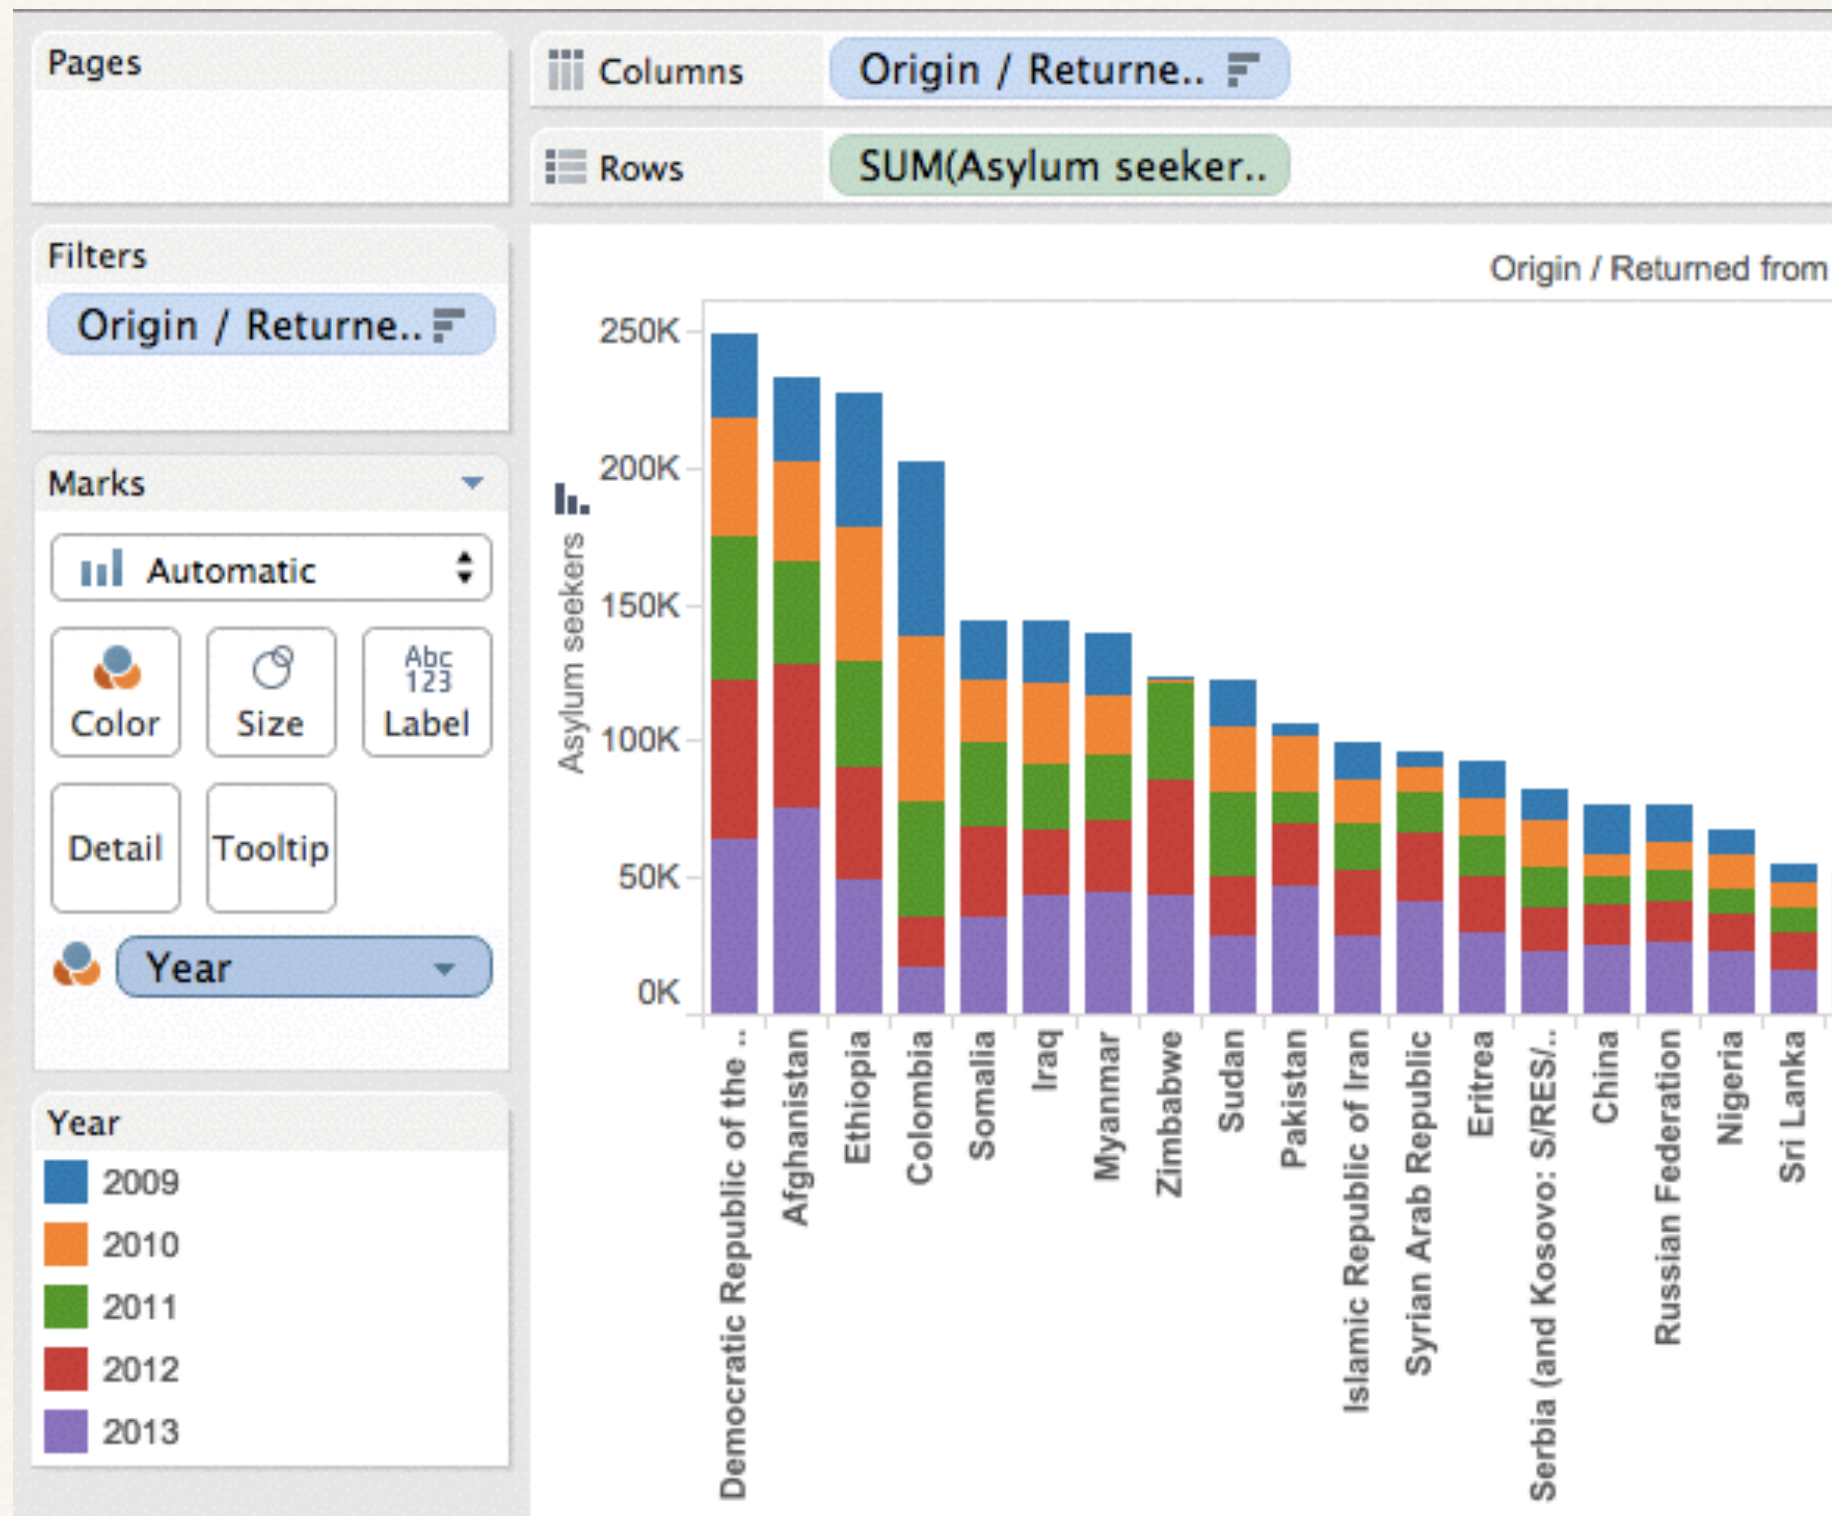 Pages
Columns
Origin / Returne..
Rows
SUM(Asylum seeker..
Filters
Origin / Returne..
Marks
Automatic
Color
Size
Abc
123
Label
Detail
Tooltip
Year
Year
2009
2010
2011
2012
2013
Origin / Returned from
Asylum seekers
250K
200K
150K
100K
50K
0K
Democratic Republic of the ..
Afghanistan
Ethiopia
Colombia
Somalia
Iraq
Myanmar
Zimbabwe
Sudan
Pakistan
Islamic Republic of Iran
Syrian Arab Republic
Eritrea
Serbia (and Kosovo: S/RES/..
China
Russian Federation
Nigeria
Sri Lanka